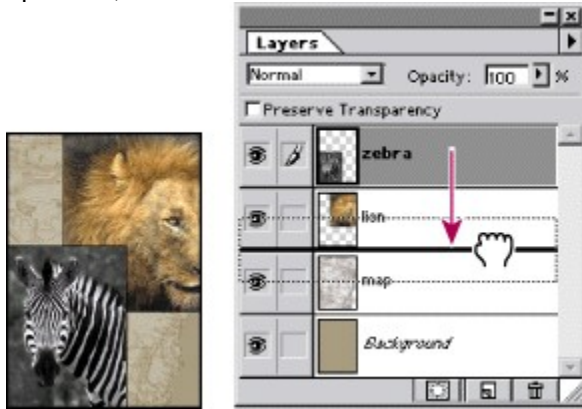 Layers
Normal Opacity: 100 %
Preserve Transparency
zebra
lion
map
Background